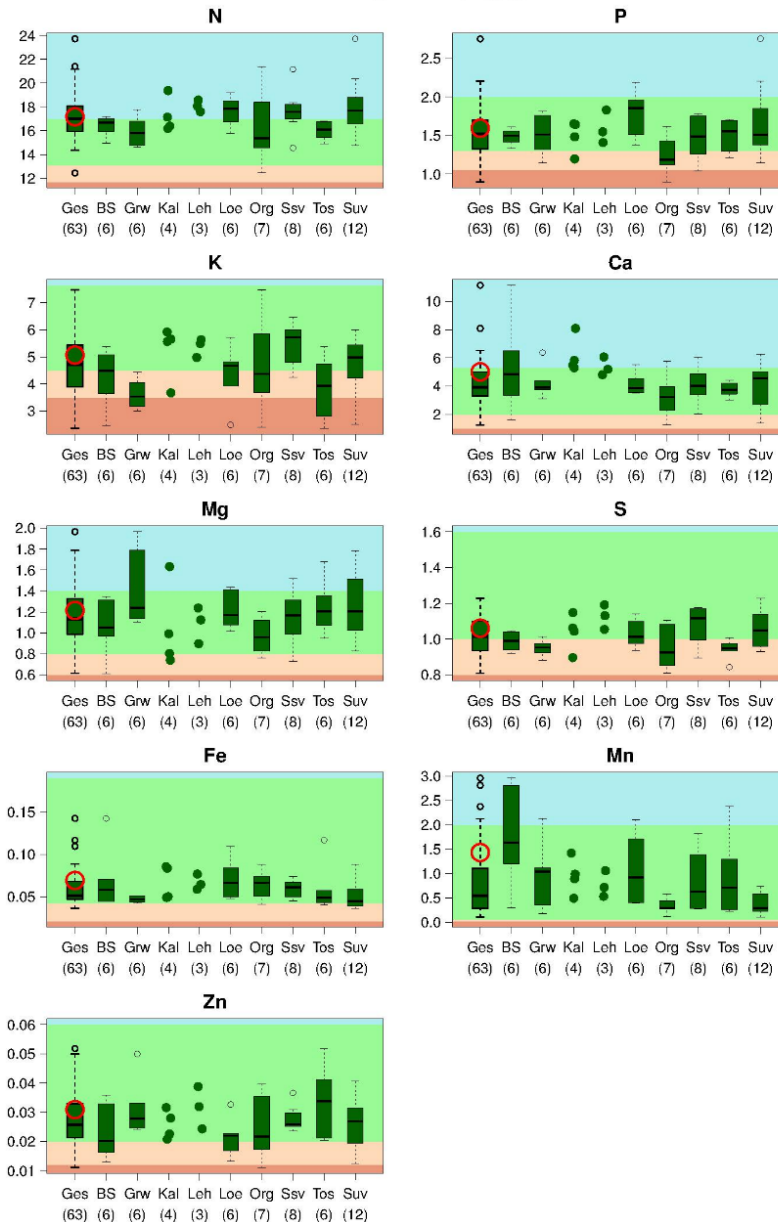 N
24
22
20
18
16
14
12
Ges BS Grw Kal Leh Loe Org Ssv Tos Suv
(63) (6) (6) (4) (3) (6) (7) (8) (6) (12)
P
2.5
2.0
1.5
1.0
Ges BS Grw Kal Leh Loe Org Ssv Tos Suv
(63) (6) (6) (4) (3) (6) (7) (8) (6) (12)
K
7
6
5
4
3
Ges BS Grw Kal Leh Loe Org Ssv Tos Suv
(63) (6) (6) (4) (3) (6) (7) (8) (6) (12)
Ca
10
8
6
4
2
Ges BS Grw Kal Leh Loe Org Ssv Tos Suv
(63) (6) (6) (4) (3) (6) (7) (8) (6) (12)
Mg
2.0
1.8
1.6
1.4
1.2
1.0
0.8
0.6
Ges BS Grw Kal Leh Loe Org Ssv Tos Suv
(63) (6) (6) (4) (3) (6) (7) (8) (6) (12)
S
1.6
1.4
1.2
1.0
0.8
Ges BS Grw Kal Leh Loe Org Ssv Tos Suv
(63) (6) (6) (4) (3) (6) (7) (8) (6) (12)
Fe
0.15
0.10
0.05
Ges BS Grw Kal Leh Loe Org Ssv Tos Suv
(63) (6) (6) (4) (3) (6) (7) (8) (6) (12)
Mn
3.0
2.5
2.0
1.5
1.0
0.5
0.0
Ges BS Grw Kal Leh Loe Org Ssv Tos Suv
(63) (6) (6) (4) (3) (6) (7) (8) (6) (12)
Zn
0.06
0.05
0.04
0.03
0.02
0.01
Ges BS Grw Kal Leh Loe Org Ssv Tos Suv
(63) (6) (6) (4) (3) (6) (7) (8) (6) (12)